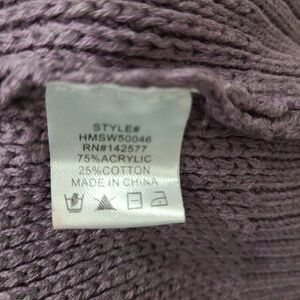 STYLE#
HMSW50046
RN#142577
75%ACRYLIC
25%COTTON
MADE IN CHINA